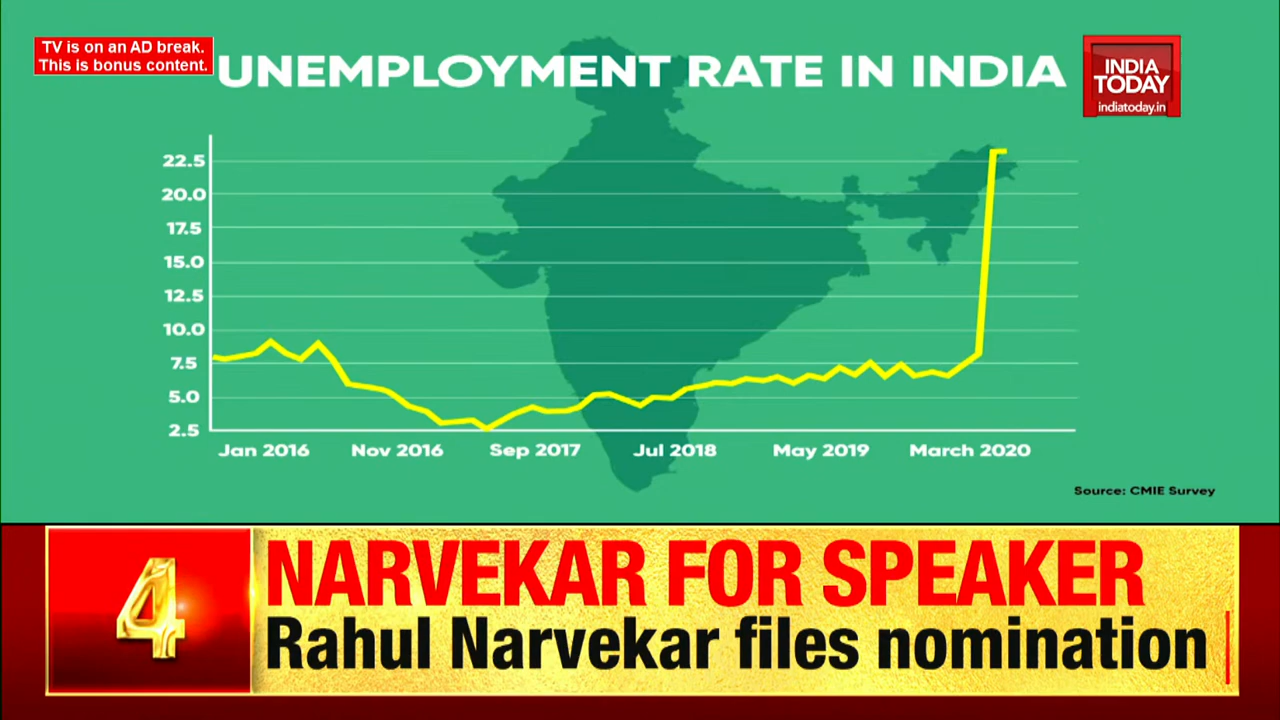 TV is on an AD break.
This is bonus content.
UNEMPLOYMENT RATE IN INDIA
INDIA
TODAY
indiatoday.in
22.5
20.0
17.5
15.0
12.5
10.0
7.5
5.0
2.5
Jan 2016 Nov 2016 Sep 2017 Jul 2018 May 2019 March 2020
Source: CMIE Survey
4
NARVEKAR FOR SPEAKER
Rahul Narvekar files nomination